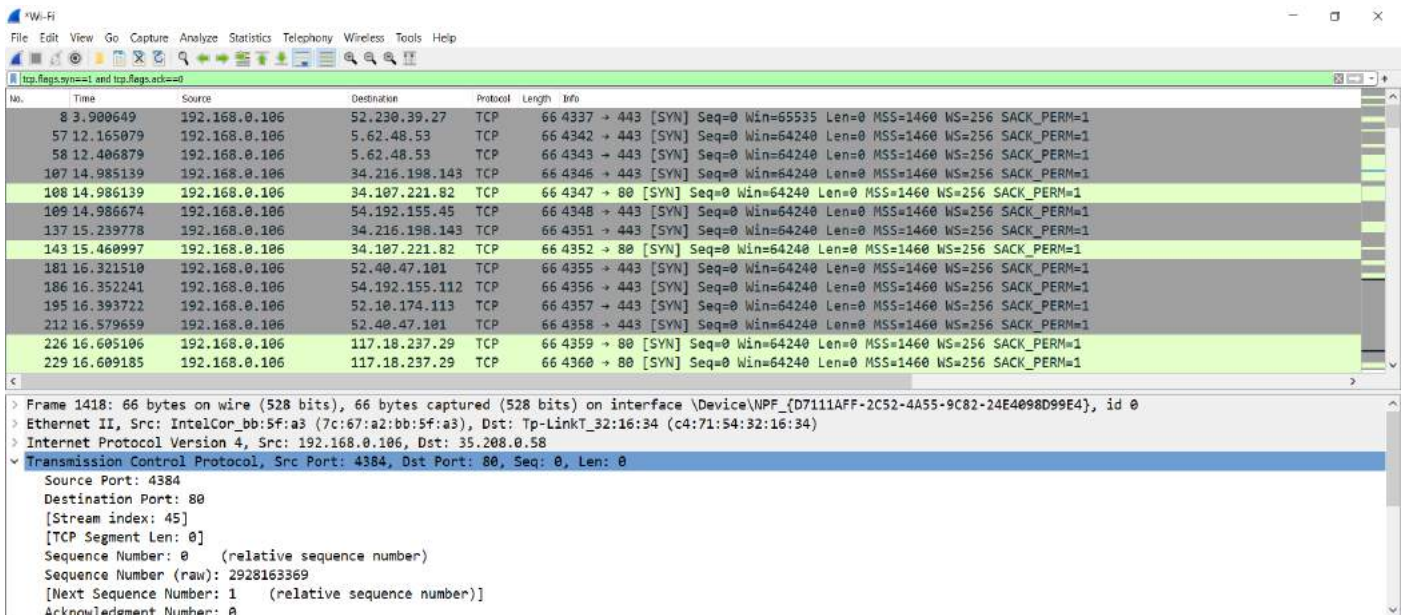 *Wi-Fi
File Edit View Go Capture Analyze Statistics Telephony Wireless Tools Help
tcp.flags.syn==1 and tcp.flags.ack==0
No. Time Source Destination Protocol Length Info
8 3.900649 192.168.0.106 52.230.39.27 TCP 66 4337 → 443 [SYN] Seq=0 Win=65535 Len=0 MSS=1460 WS=256 SACK_PERM=1
57 12.165079 192.168.0.106 5.62.48.53 TCP 66 4342 → 443 [SYN] Seq=0 Win=64240 Len=0 MSS=1460 WS=256 SACK_PERM=1
58 12.406879 192.168.0.106 5.62.48.53 TCP 66 4343 → 443 [SYN] Seq=0 Win=64240 Len=0 MSS=1460 WS=256 SACK_PERM=1
107 14.985139 192.168.0.106 34.216.198.143 TCP 66 4346 → 443 [SYN] Seq=0 Win=64240 Len=0 MSS=1460 WS=256 SACK_PERM=1
108 14.986139 192.168.0.106 34.107.221.82 TCP 66 4347 → 80 [SYN] Seq=0 Win=64240 Len=0 MSS=1460 WS=256 SACK_PERM=1
109 14.986674 192.168.0.106 54.192.155.45 TCP 66 4348 → 443 [SYN] Seq=0 Win=64240 Len=0 MSS=1460 WS=256 SACK_PERM=1
137 15.239778 192.168.0.106 34.216.198.143 TCP 66 4351 → 443 [SYN] Seq=0 Win=64240 Len=0 MSS=1460 WS=256 SACK_PERM=1
143 15.460997 192.168.0.106 34.107.221.82 TCP 66 4352 → 80 [SYN] Seq=0 Win=64240 Len=0 MSS=1460 WS=256 SACK_PERM=1
181 16.321510 192.168.0.106 52.40.47.101 TCP 66 4355 → 443 [SYN] Seq=0 Win=64240 Len=0 MSS=1460 WS=256 SACK_PERM=1
186 16.352241 192.168.0.106 54.192.155.112 TCP 66 4356 → 443 [SYN] Seq=0 Win=64240 Len=0 MSS=1460 WS=256 SACK_PERM=1
195 16.393722 192.168.0.106 52.10.174.113 TCP 66 4357 → 443 [SYN] Seq=0 Win=64240 Len=0 MSS=1460 WS=256 SACK_PERM=1
212 16.579659 192.168.0.106 52.40.47.101 TCP 66 4358 → 443 [SYN] Seq=0 Win=64240 Len=0 MSS=1460 WS=256 SACK_PERM=1
226 16.605106 192.168.0.106 117.18.237.29 TCP 66 4359 → 80 [SYN] Seq=0 Win=64240 Len=0 MSS=1460 WS=256 SACK_PERM=1
229 16.609185 192.168.0.106 117.18.237.29 TCP 66 4360 → 80 [SYN] Seq=0 Win=64240 Len=0 MSS=1460 WS=256 SACK_PERM=1
Frame 1418: 66 bytes on wire (528 bits), 66 bytes captured (528 bits) on interface \Device\NPF_{D7111AFF-2C52-4A55-9C82-24E4098D99E4}, id 0
Ethernet II, Src: IntelCor_bb:5f:a3 (7c:67:a2:bb:5f:a3), Dst: Tp-LinkT_32:16:34 (c4:71:54:32:16:34)
Internet Protocol Version 4, Src: 192.168.0.106, Dst: 35.208.0.58
Transmission Control Protocol, Src Port: 4384, Dst Port: 80, Seq: 0, Len: 0
Source Port: 4384
Destination Port: 80
[Stream index: 45]
[TCP Segment Len: 0]
Sequence Number: 0 (relative sequence number)
Sequence Number (raw): 2928163369
[Next Sequence Number: 1 (relative sequence number)]
Acknowledgment Number: 0